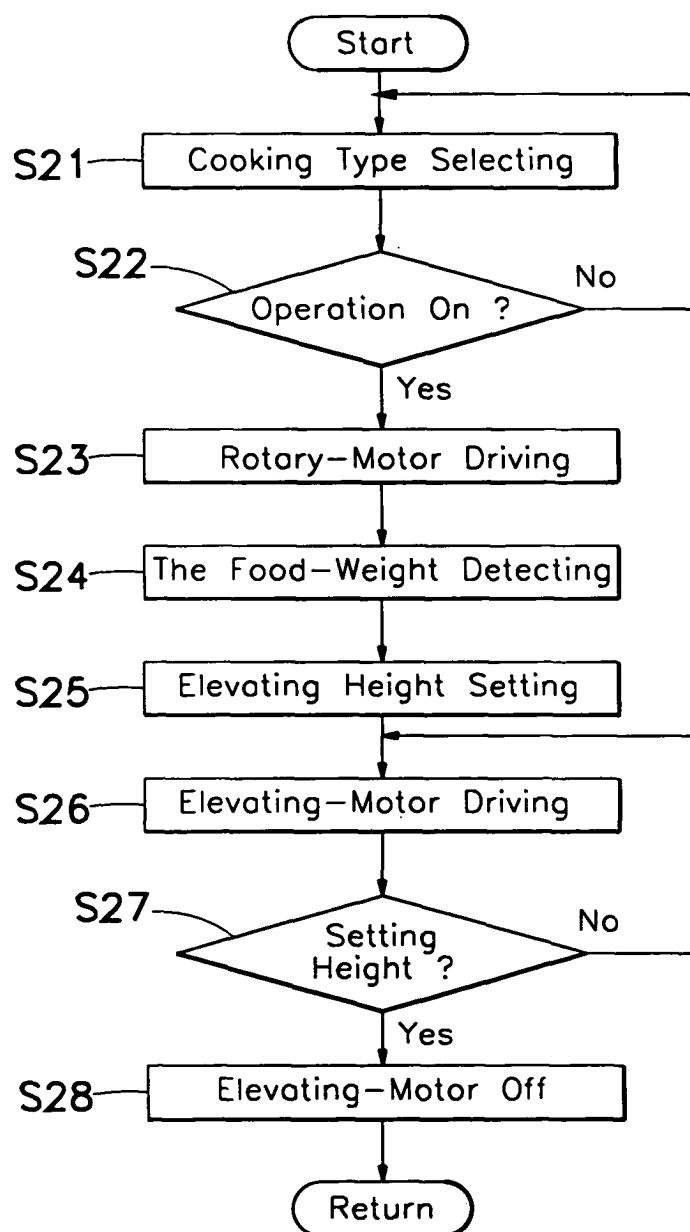 Start
S21 Cooking Type Selecting
S22
Operation On ?
No
Yes
S23 Rotary-Motor Driving
S24 The Food-Weight Detecting
S25 Elevating Height Setting
S26 Elevating-Motor Driving
S27
Setting
Height ?
No
Yes
S28 Elevating-Motor Off
Return